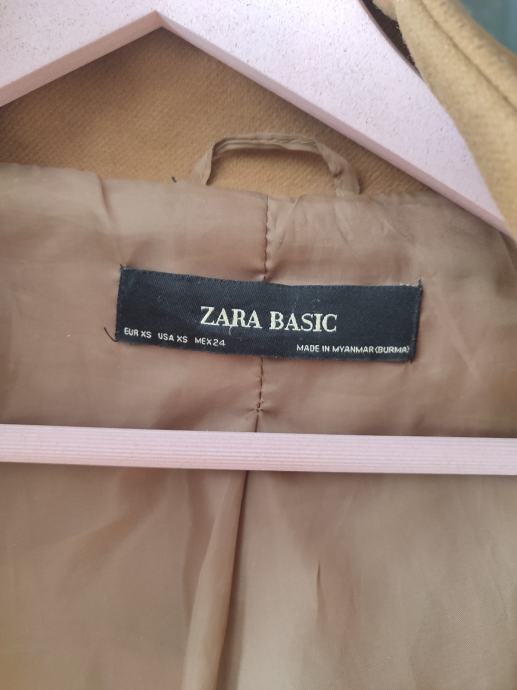 ZARA BASIC
EUR XS USA XS MEX 24 MADE IN MYANMAR (BURMA)